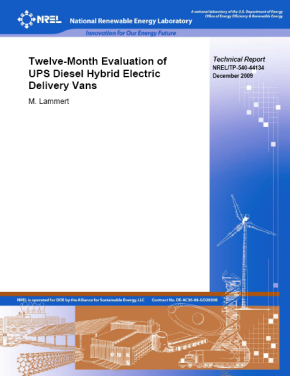 NREL National Renewable Energy Laboratory
A national laboratory of the U.S. Department of Energy
Office of Energy Efficiency & Renewable Energy
Innovation for Our Energy Future
Twelve-Month Evaluation of
UPS Diesel Hybrid Electric
Delivery Vans
M. Lammert
Technical Report
NREL/TP-540-44134
December 2009
NREL is operated for DOE by the Alliance for Sustainable Energy, LLC
Contract No. DE-AC36-08-GO28308